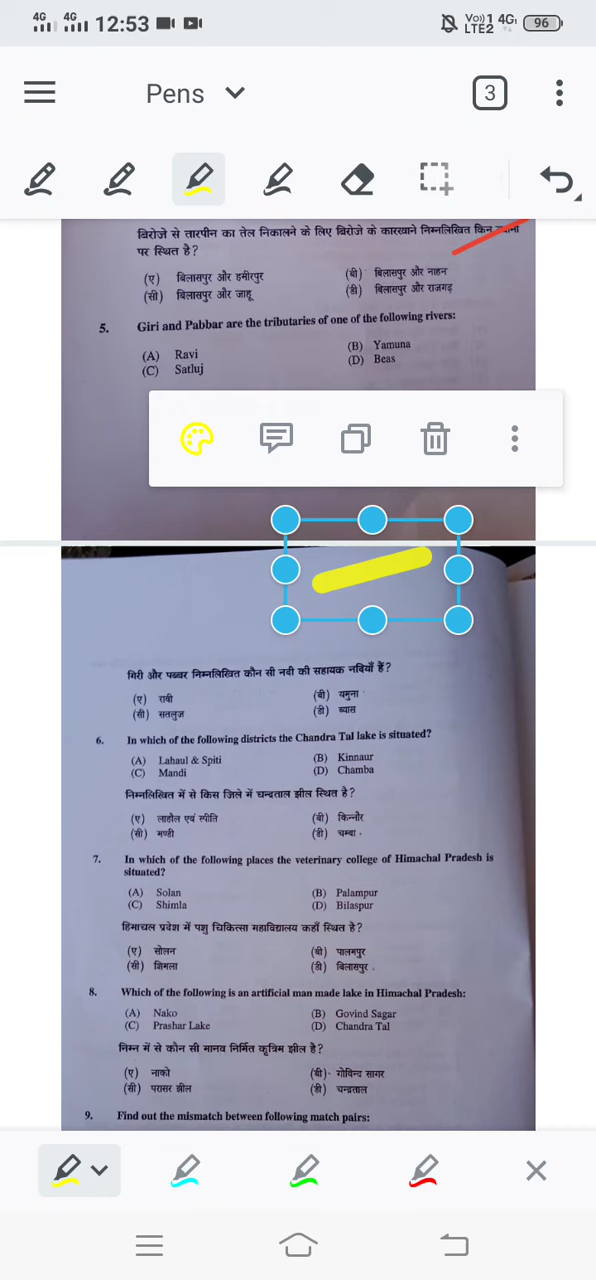 4G 4G 12:53 Vo)) 1 4G LTE2 96
Pens 3
बिरोजे से तारपीन का तेल निकालने के लिए बिरोजे के कारखाने निम्नलिखित किन
पर स्थित है?
(ए) बिलासपुर और हमीरपुर (बी) बिलासपुर और नाहन
(सी) बिलासपुर और जाहू (डी) बिलासपुर और राजगढ़
5. Giri and Pabbar are the tributaries of one of the following rivers:
(A) Ravi (B) Yamuna
(C) Satluj (D) Beas
गिरी और पब्बर निम्नलिखित कौन सी नदी की सहायक नदियाँ हैं?
(ए) रावी (बी) यमुना
(सी) सतलुज (डी) ब्यास
6. In which of the following districts the Chandra Tal lake is situated?
(A) Lahaul & Spiti (B) Kinnaur
(C) Mandi (D) Chamba
निम्नलिखित में से किस जिले में चन्द्रताल झील स्थित है?
(ए) लाहौल एवं स्पीति (बी) किन्नौर
(सी) मण्डी (डी) चम्बा
7. In which of the following places the veterinary college of Himachal Pradesh is
situated?
(A) Solan (B) Palampur
(C) Shimla (D) Bilaspur
हिमाचल प्रदेश में पशु चिकित्सा महाविद्यालय कहाँ स्थित है?
(ए) सोलन (बी) पालमपुर
(सी) शिमला (डी) बिलासपुर
8. Which of the following is an artificial man made lake in Himachal Pradesh:
(A) Nako (B) Govind Sagar
(C) Prashar Lake (D) Chandra Tal
निम्न में से कौन सी मानव निर्मित कृत्रिम झील है?
(ए) नाको (बी) गोविन्द सागर
(सी) परासर झील (डी) चन्द्रताल
9. Find out the mismatch between following match pairs: